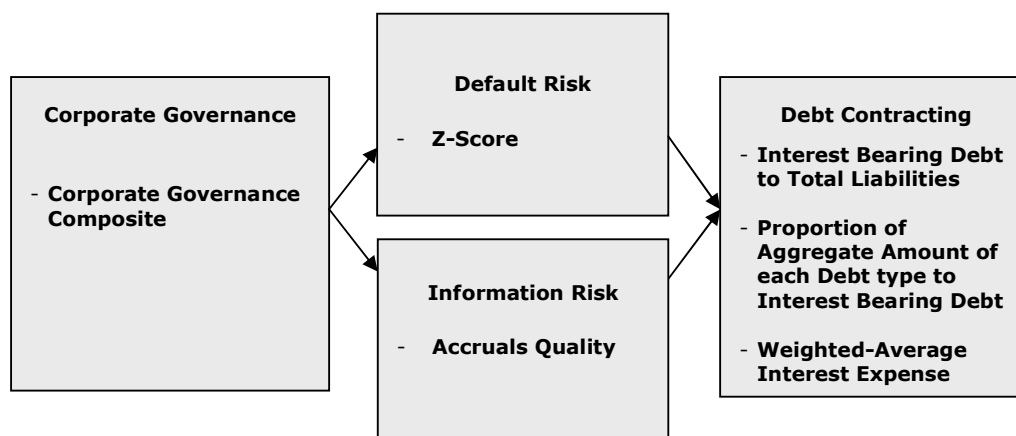 Corporate Governance
- Corporate Governance
Composite
Default Risk
- Z-Score
Information Risk
- Accruals Quality
Debt Contracting
- Interest Bearing Debt
to Total Liabilities
- Proportion of
Aggregate Amount of
each Debt type to
Interest Bearing Debt
- Weighted-Average
Interest Expense